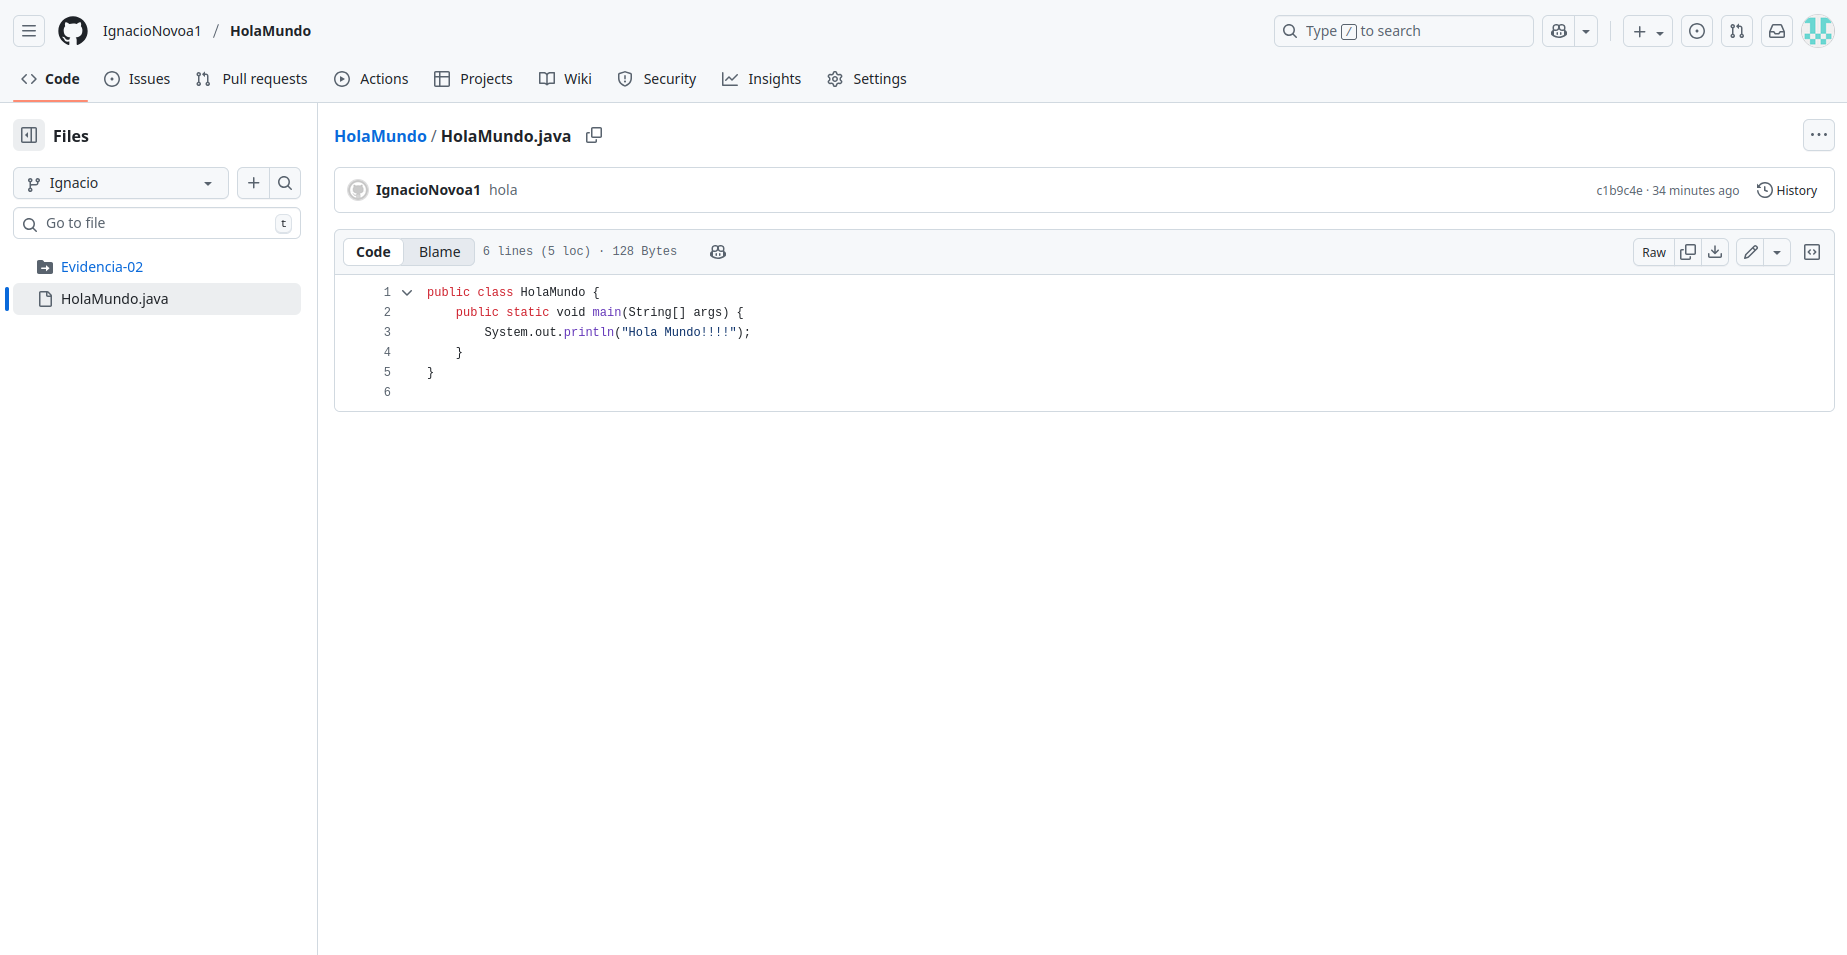 IgnacioNovoa1 / HolaMundo
Type / to search
Code Issues Pull requests Actions Projects Wiki Security Insights Settings
Files
Ignacio
Go to file t
Evidencia-02
HolaMundo.java
HolaMundo / HolaMundo.java
IgnacioNovoa1 hola
c1b9c4e · 34 minutes ago History
Code Blame 6 lines (5 loc) · 128 Bytes
Raw
1 public class HolaMundo {
2     public static void main(String[] args) {
3         System.out.println("Hola Mundo!!!!");
4     }
5 }
6